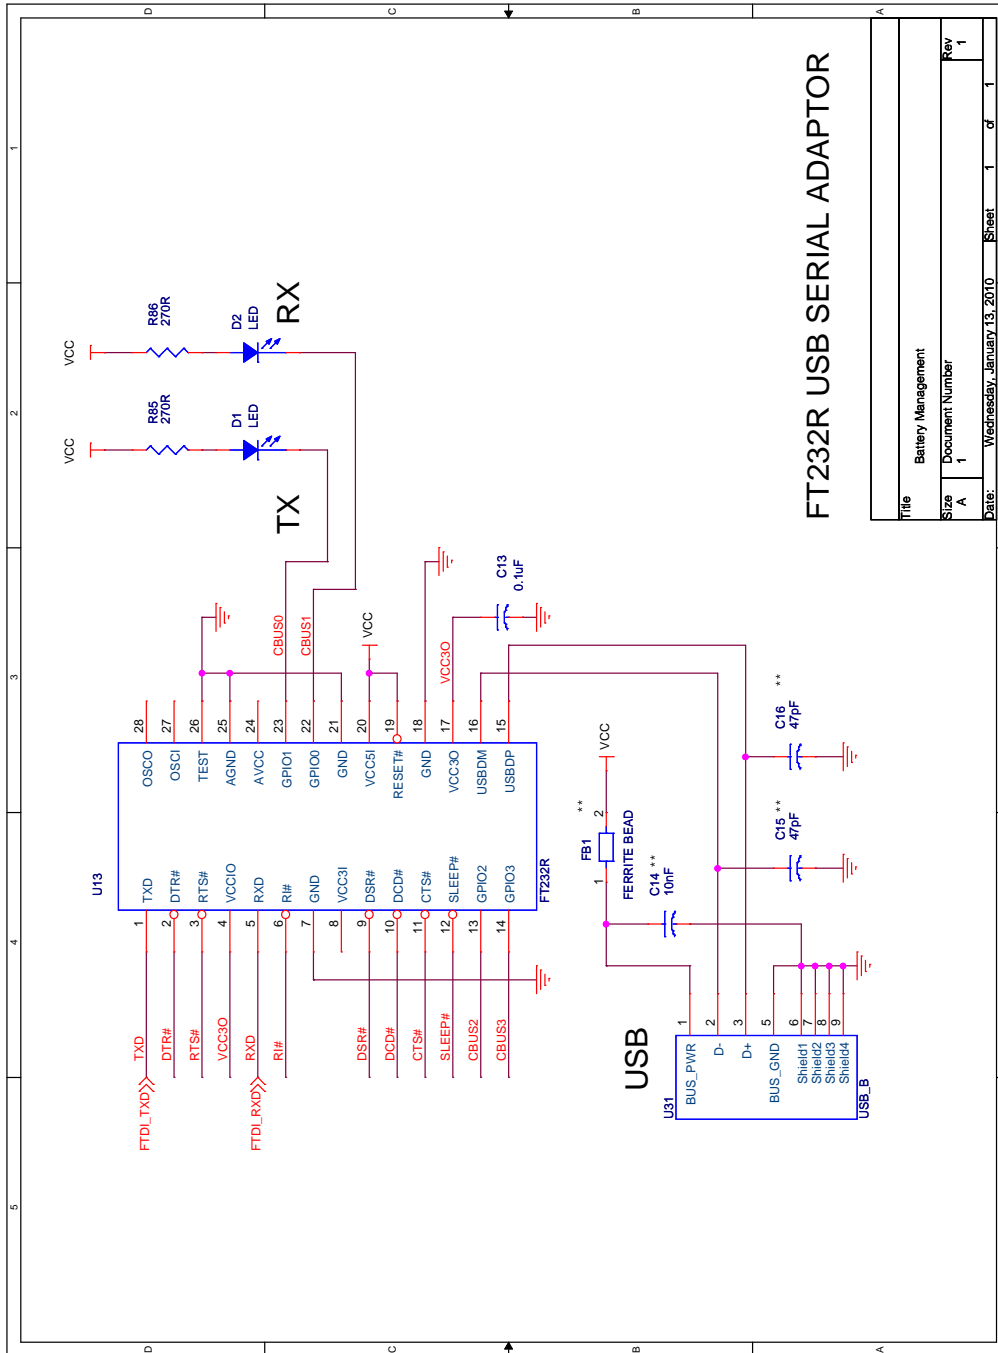 5
4
3
2
1
D
D
C
C
B
B
A
A
U13
FT232R
TXD
DTR#
RTS#
VCCIO
RXD
RI#
GND
VCC3I
DSR#
DCD#
CTS#
SLEEP#
GPIO2
GPIO3
1
2
3
4
5
6
7
8
9
10
11
12
13
14
OSCO
OSCI
TEST
AGND
AVCC
GPIO1
GPIO0
GND
VCC5I
RESET#
GND
VCC3O
USBDM
USBDP
28
27
26
25
24
23
22
21
20
19
18
17
16
15
FTDI_TXD
FTDI_RXD
TXD
DTR#
RTS#
VCC3O
RXD
RI#
DSR#
DCD#
CTS#
SLEEP#
CBUS2
CBUS3
CBUS0
CBUS1
VCC
VCC3O
C13
0.1uF
VCC
R85
270R
D1
LED
TX
VCC
R86
270R
D2
LED
RX
USB
U31
USB_B
BUS_PWR
D-
D+
BUS_GND
Shield1
Shield2
Shield3
Shield4
1
2
3
5
6
7
8
9
FB1
FERRITE BEAD
1
2
**
VCC
C14 **
10nF
C15 **
47pF
C16 **
47pF
FT232R USB SERIAL ADAPTOR
Title
Battery Management
Size
A
Document Number
1
Rev
1
Date:
Wednesday, January 13, 2010
Sheet
1
of
1